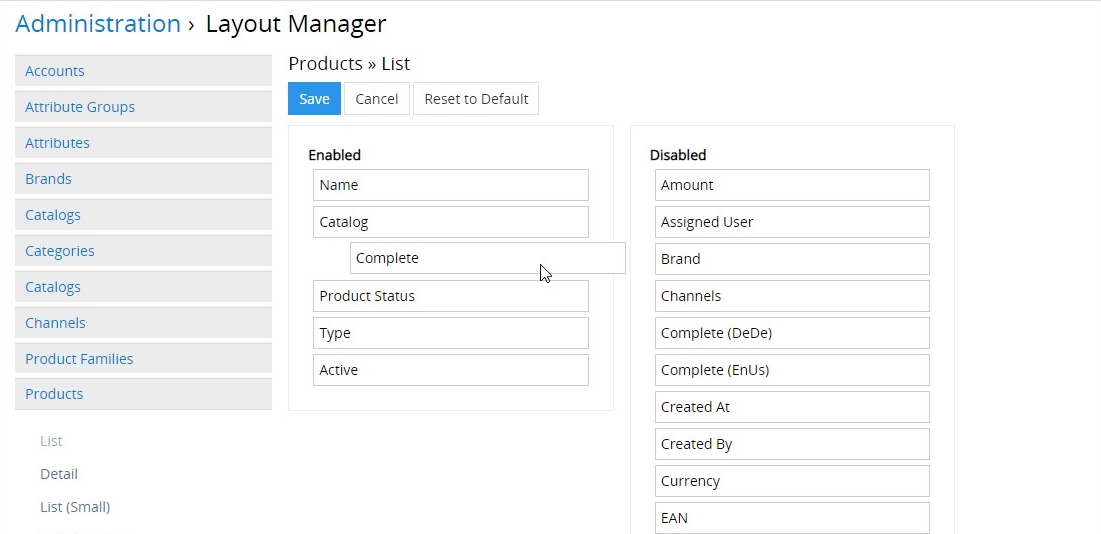 Administration › Layout Manager
Accounts
Attribute Groups
Attributes
Brands
Catalogs
Categories
Catalogs
Channels
Product Families
Products
List
Detail
List (Small)
Products » List
Save Cancel Reset to Default
Enabled
Name
Catalog
Complete
Product Status
Type
Active
Disabled
Amount
Assigned User
Brand
Channels
Complete (DeDe)
Complete (EnUs)
Created At
Created By
Currency
EAN